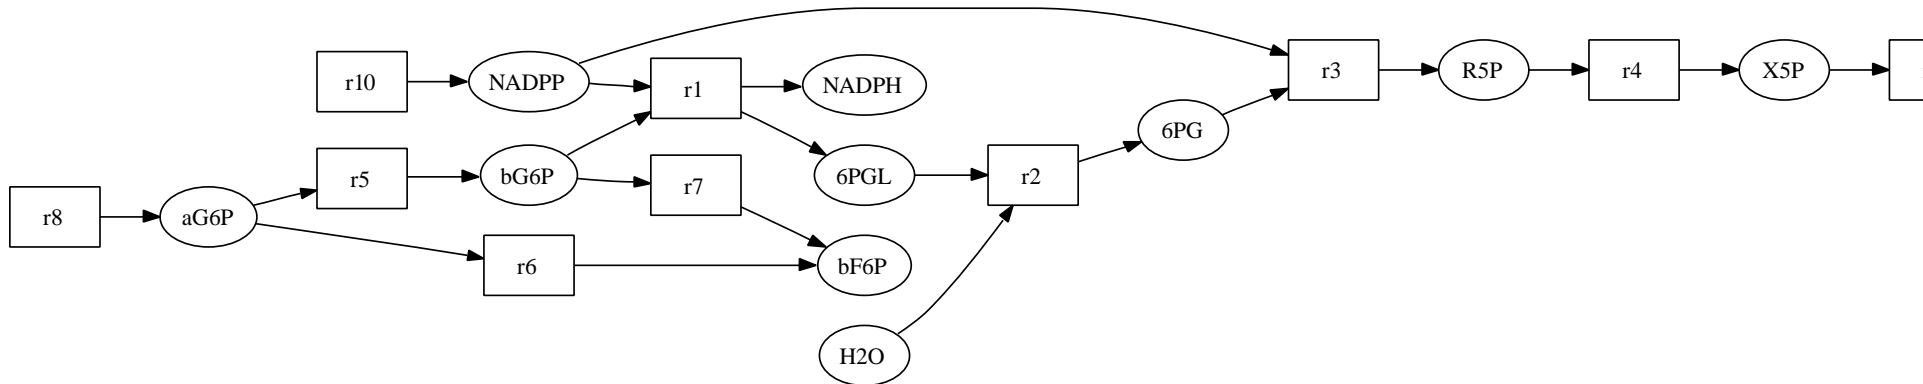 r10
NADPP
r1
NADPH
r3
R5P
r4
X5P
6PG
r5
bG6P
r7
6PGL
r2
r8
aG6P
r6
bF6P
H2O